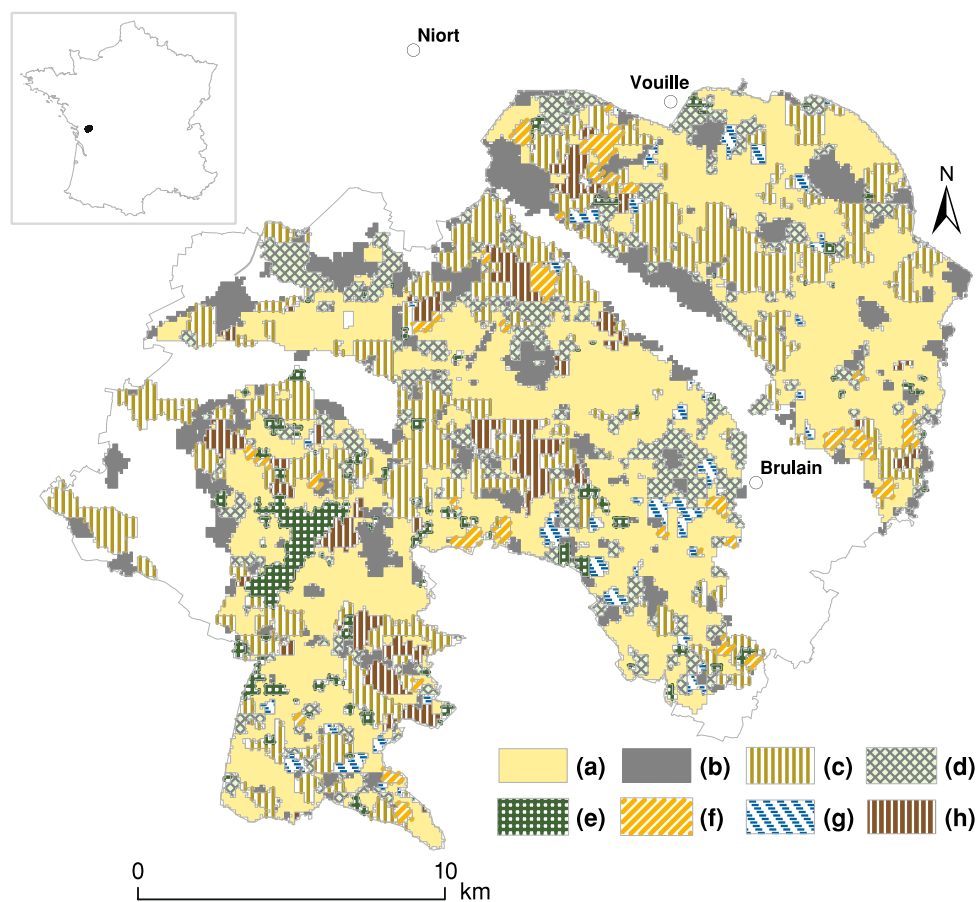 Niort
Vouille
N
Brulain
(a) (b) (c) (d)
(e) (f) (g) (h)
0 10
km